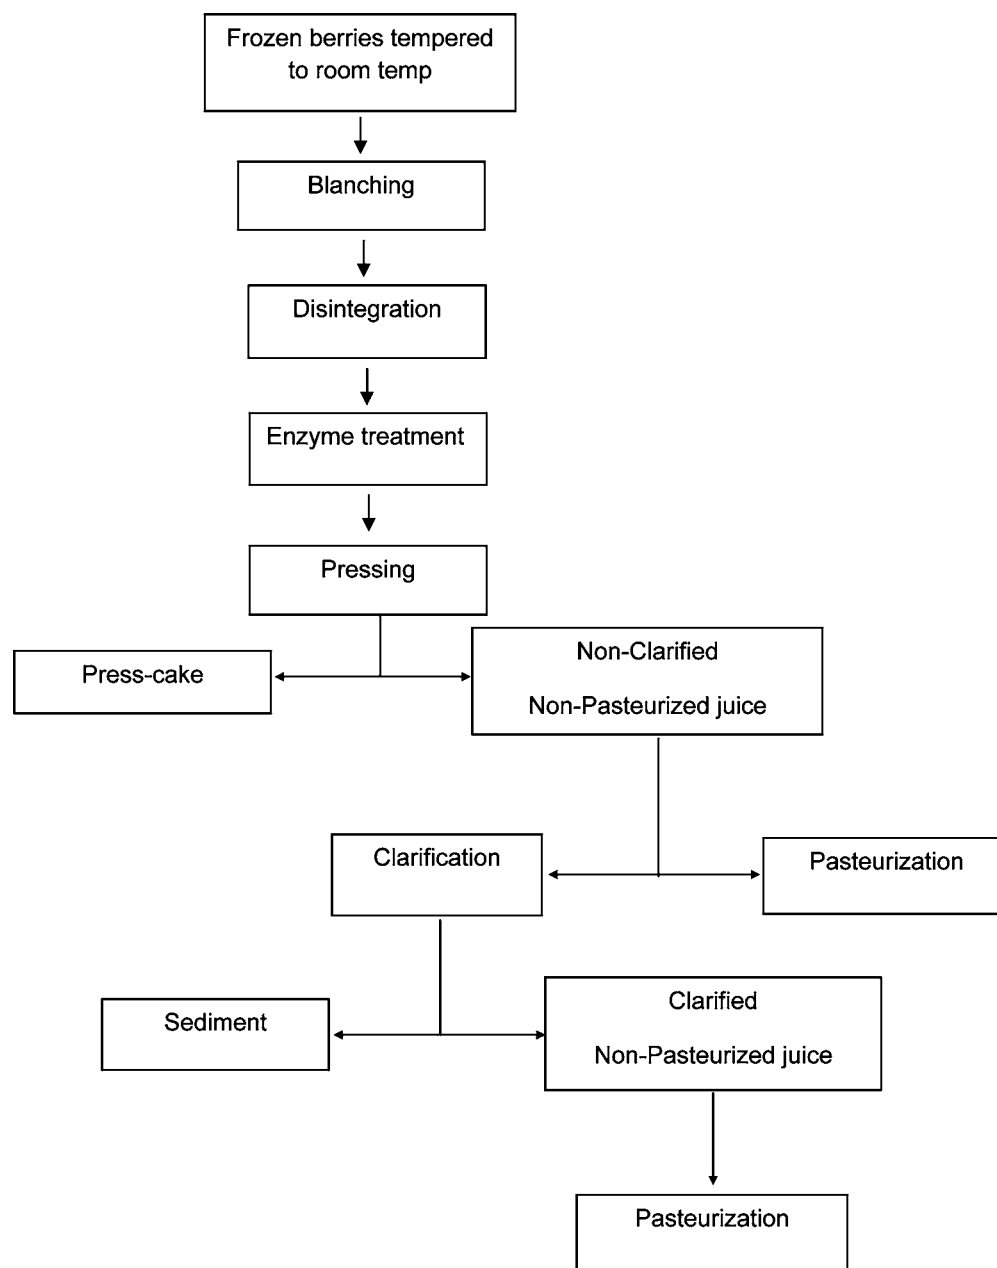 Frozen berries tempered
to room temp
Blanching
Disintegration
Enzyme treatment
Pressing
Press-cake
Non-Clarified
Non-Pasteurized juice
Clarification
Pasteurization
Sediment
Clarified
Non-Pasteurized juice
Pasteurization